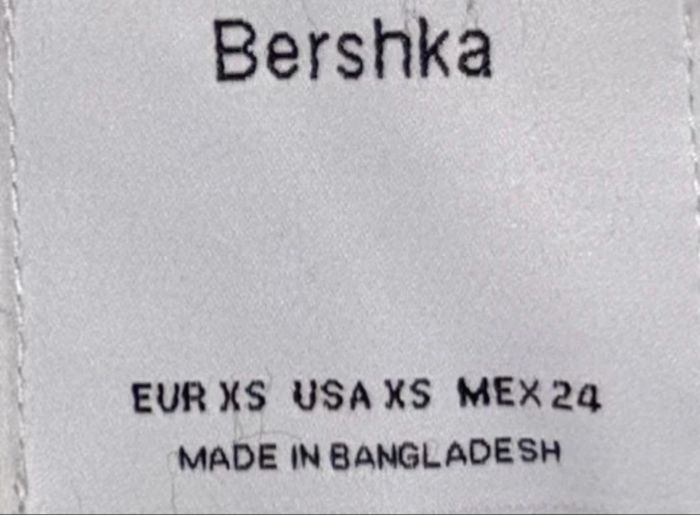 Bershka
EUR XS USA XS MEX 24
MADE IN BANGLADESH